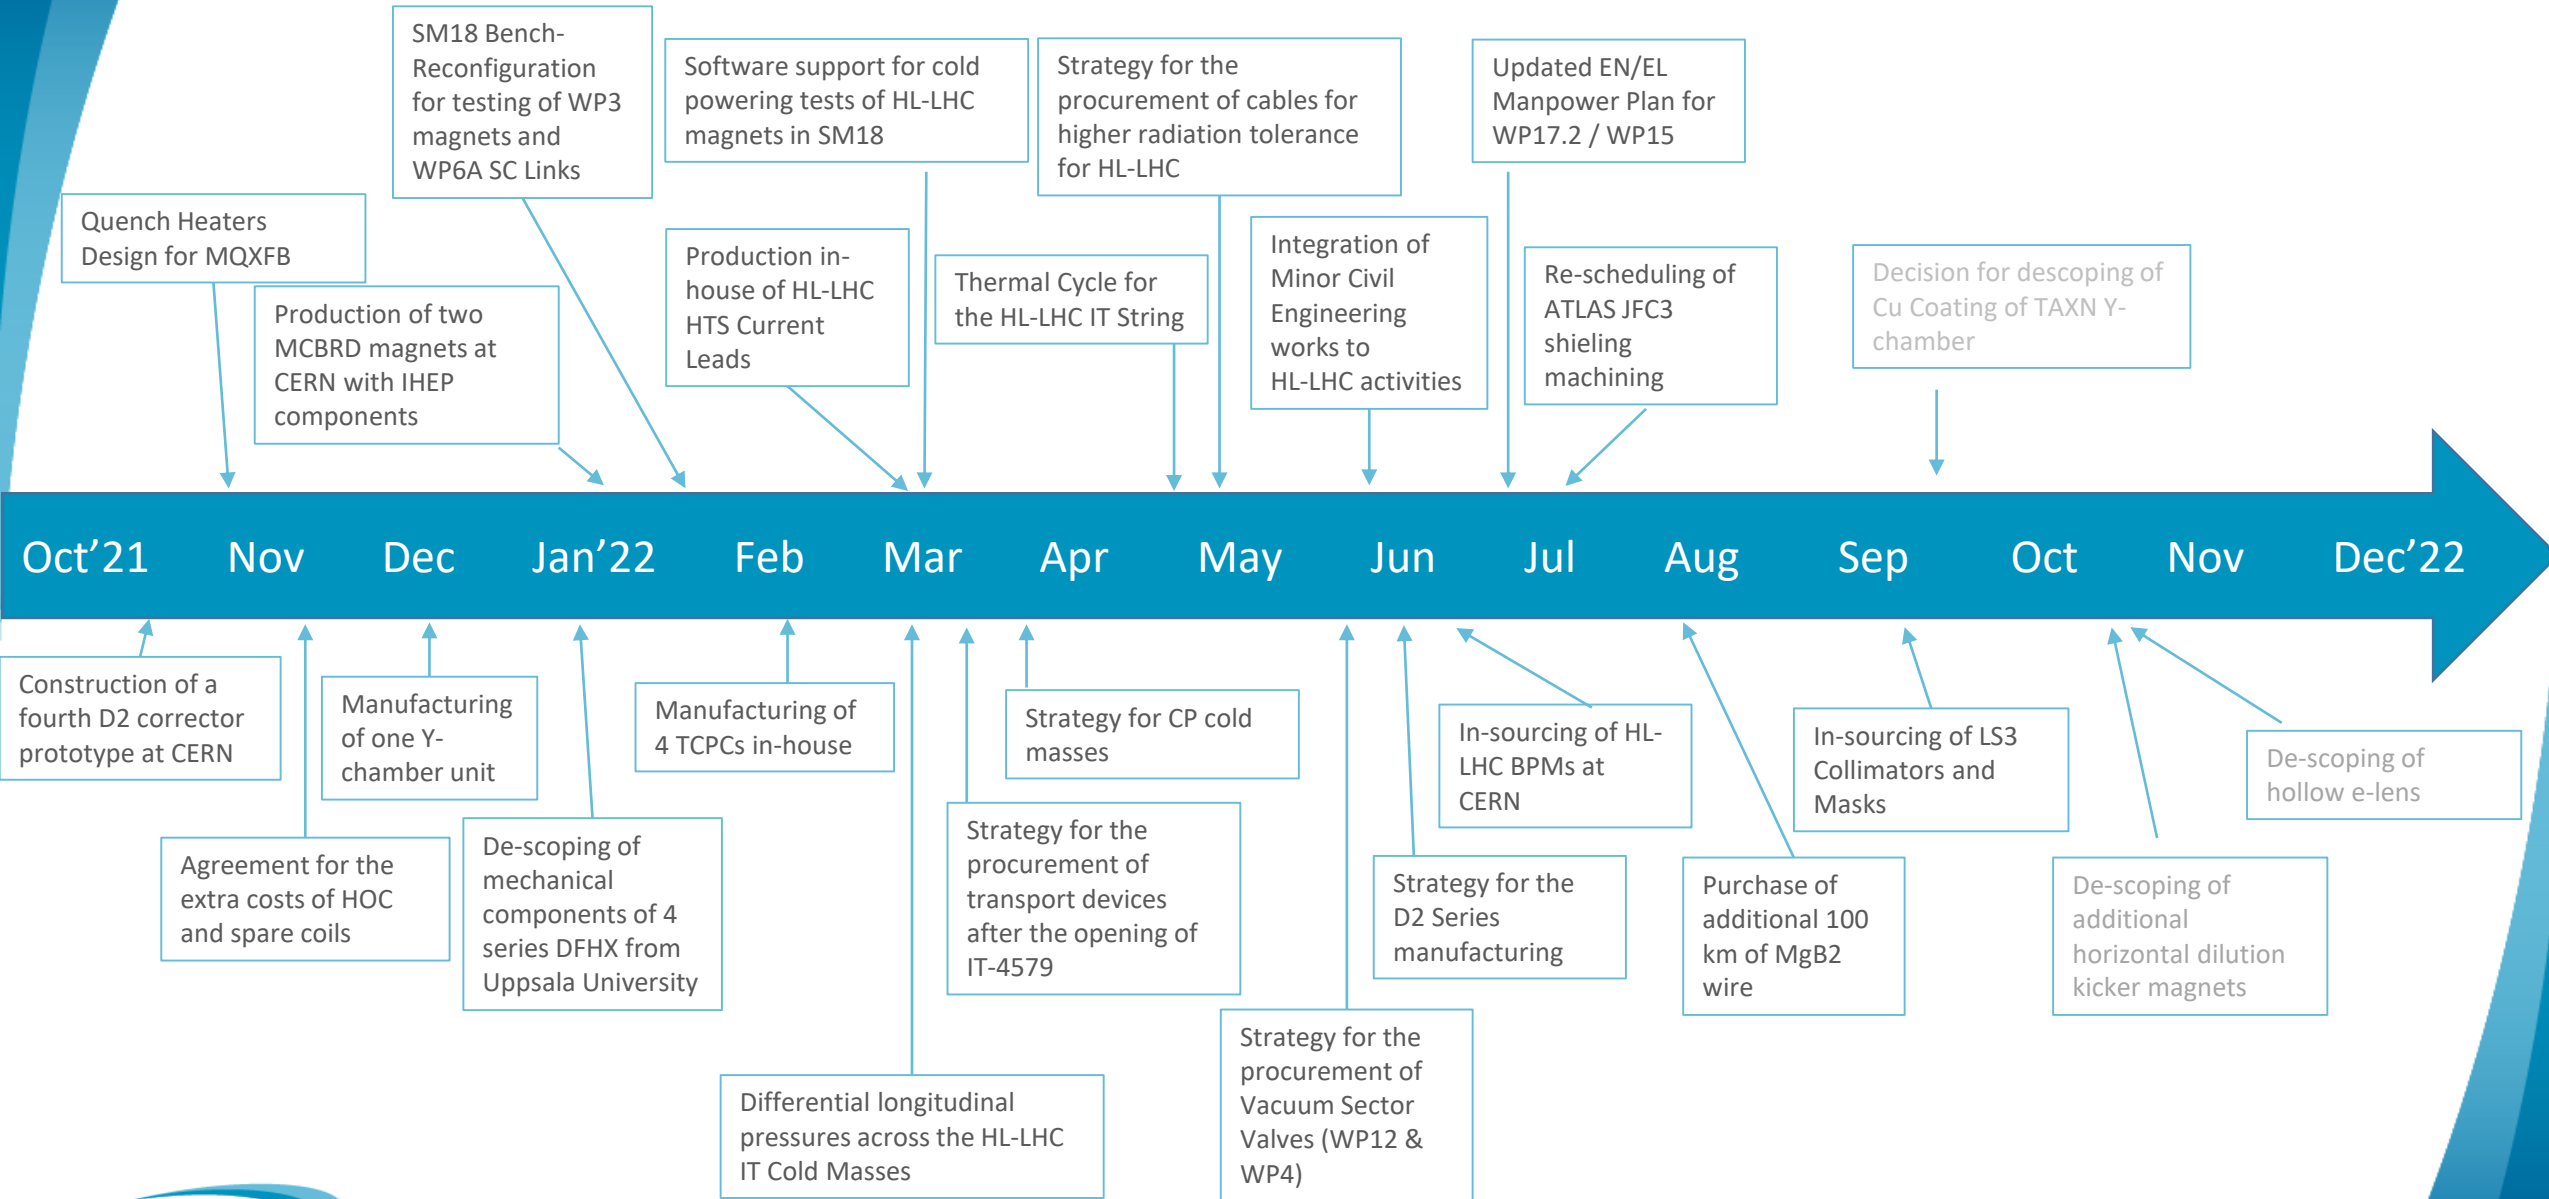 SM18 Bench-
Reconfiguration
for testing of WP3
magnets and
WP6A SC Links
Software support for cold
powering tests of HL-LHC
magnets in SM18
Strategy for the
procurement of cables for
higher radiation tolerance
for HL-LHC
Updated EN/EL
Manpower Plan for
WP17.2 / WP15
Quench Heaters
Design for MQXFB
Production of two
MCBRD magnets at
CERN with IHEP
components
Production in-
house of HL-LHC
HTS Current
Leads
Thermal Cycle for
the HL-LHC IT String
Integration of
Minor Civil
Engineering
works to
HL-LHC activities
Re-scheduling of
ATLAS JFC3
shieling
machining
Decision for descoping of
Cu Coating of TAXN Y-
chamber
Oct'21 Nov Dec Jan'22 Feb Mar Apr May Jun Jul Aug Sep Oct Nov Dec'22
Construction of a
fourth D2 corrector
prototype at CERN
Agreement for the
extra costs of HOC
and spare coils
Manufacturing
of one Y-
chamber unit
De-scoping of
mechanical
components of 4
series DFHX from
Uppsala University
Manufacturing of
4 TCPCs in-house
Differential longitudinal
pressures across the HL-LHC
IT Cold Masses
Strategy for the
procurement of
transport devices
after the opening of
IT-4579
Strategy for CP cold
masses
Strategy for the
procurement of
Vacuum Sector
Valves (WP12 &
WP4)
Strategy for the
D2 Series
manufacturing
In-sourcing of HL-
LHC BPMs at
CERN
Purchase of
additional 100
km of MgB2
wire
In-sourcing of LS3
Collimators and
Masks
De-scoping of
additional
horizontal dilution
kicker magnets
De-scoping of
hollow e-lens